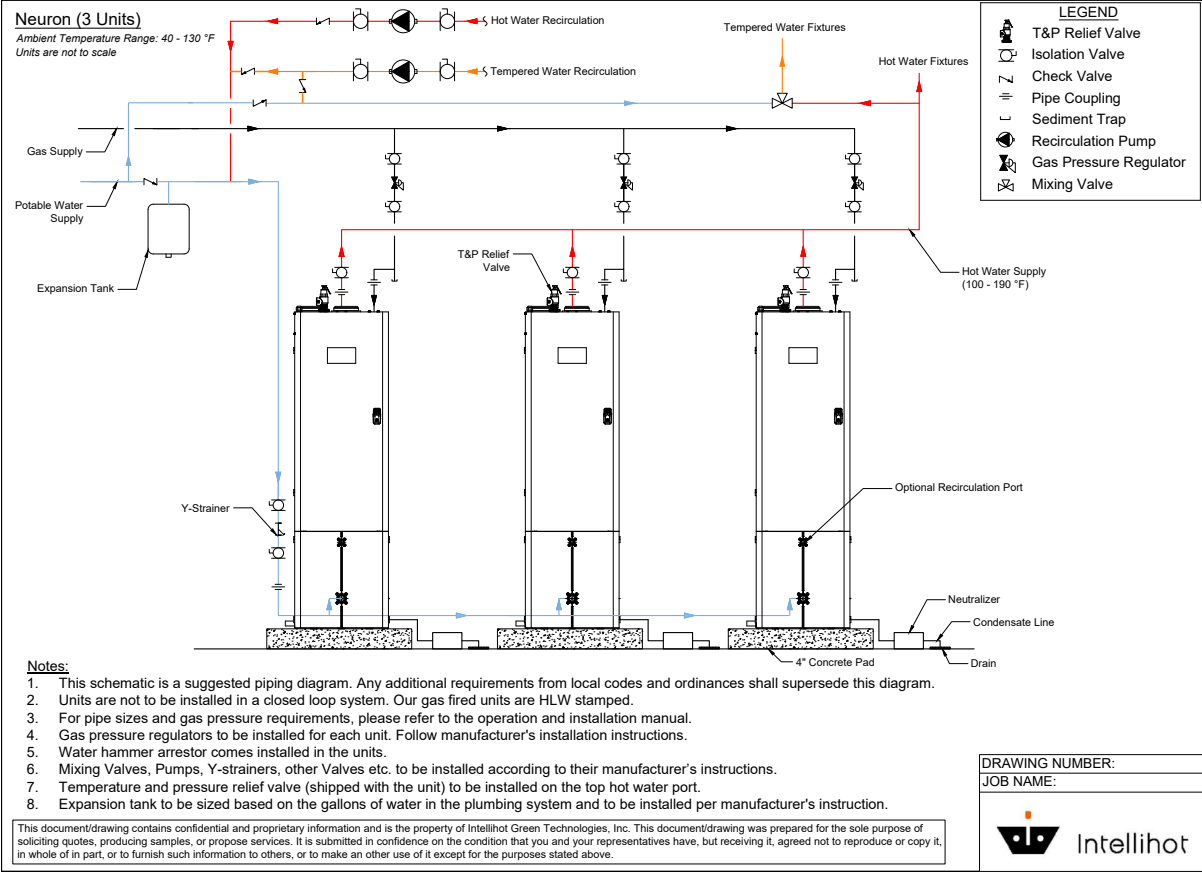 Neuron (3 Units)
Ambient Temperature Range: 40 - 130 °F
Units are not to scale
Hot Water Recirculation
Tempered Water Recirculation
Tempered Water Fixtures
Hot Water Fixtures
LEGEND
T&P Relief Valve
Isolation Valve
Check Valve
Pipe Coupling
Sediment Trap
Recirculation Pump
Gas Pressure Regulator
Mixing Valve
Gas Supply
Potable Water
Supply
Expansion Tank
T&P Relief
Valve
Hot Water Supply
(100 - 190 °F)
Y-Strainer
Optional Recirculation Port
Neutralizer
Condensate Line
4" Concrete Pad
Drain
Notes:
1. This schematic is a suggested piping diagram. Any additional requirements from local codes and ordinances shall supersede this diagram.
2. Units are not to be installed in a closed loop system. Our gas fired units are HLW stamped.
3. For pipe sizes and gas pressure requirements, please refer to the operation and installation manual.
4. Gas pressure regulators to be installed for each unit. Follow manufacturer's installation instructions.
5. Water hammer arrestor comes installed in the units.
6. Mixing Valves, Pumps, Y-strainers, other Valves etc. to be installed according to their manufacturer's instructions.
7. Temperature and pressure relief valve (shipped with the unit) to be installed on the top hot water port.
8. Expansion tank to be sized based on the gallons of water in the plumbing system and to be installed per manufacturer's instruction.
This document/drawing contains confidential and proprietary information and is the property of Intellihot Green Technologies, Inc. This document/drawing was prepared for the sole purpose of
soliciting quotes, producing samples, or propose services. It is submitted in confidence on the condition that you and your representatives have, but receiving it, agreed not to reproduce or copy it,
in whole of in part, or to furnish such information to others, or to make an other use of it except for the purposes stated above.
DRAWING NUMBER:
JOB NAME:
Intellihot